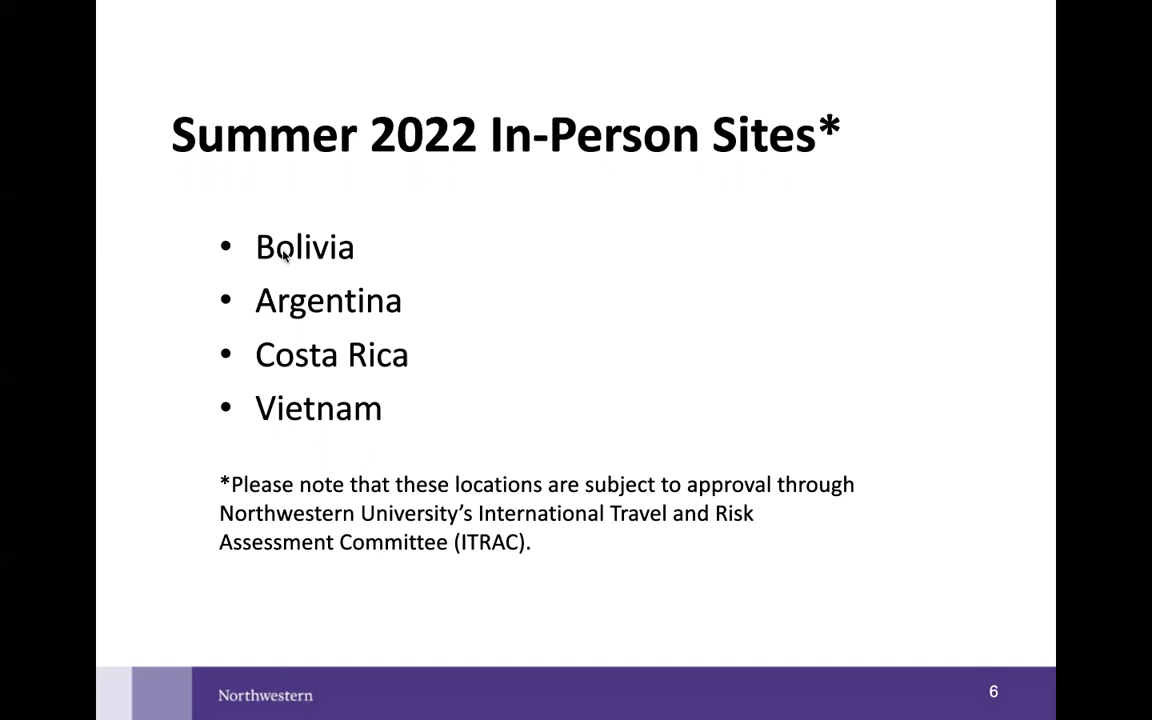 Summer 2022 In-Person Sites*
• Bolivia
• Argentina
• Costa Rica
• Vietnam
*Please note that these locations are subject to approval through
Northwestern University’s International Travel and Risk
Assessment Committee (ITRAC).
Northwestern
6